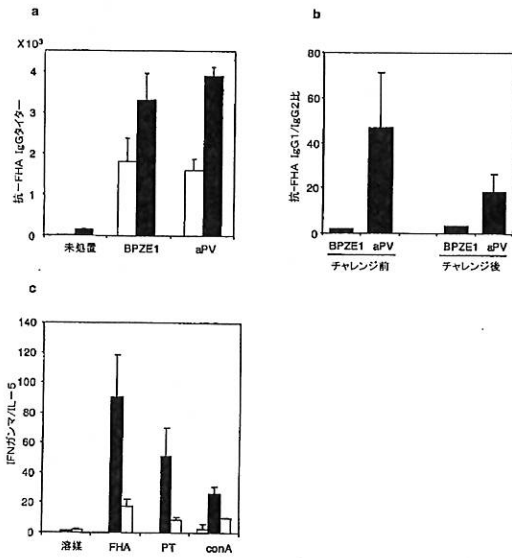 a
X10³
抗-FHA IgGタイター
4
3
2
1
0
未処置 BPZE1 aPV
b
抗-FHA IgG1/IgG2比
80
60
40
20
0
BPZE1 aPV BPZE1 aPV
チャレンジ前 チャレンジ後
c
IFNガンマ/IL-5
140
120
100
80
60
40
20
0
溶媒 FHA PT conA